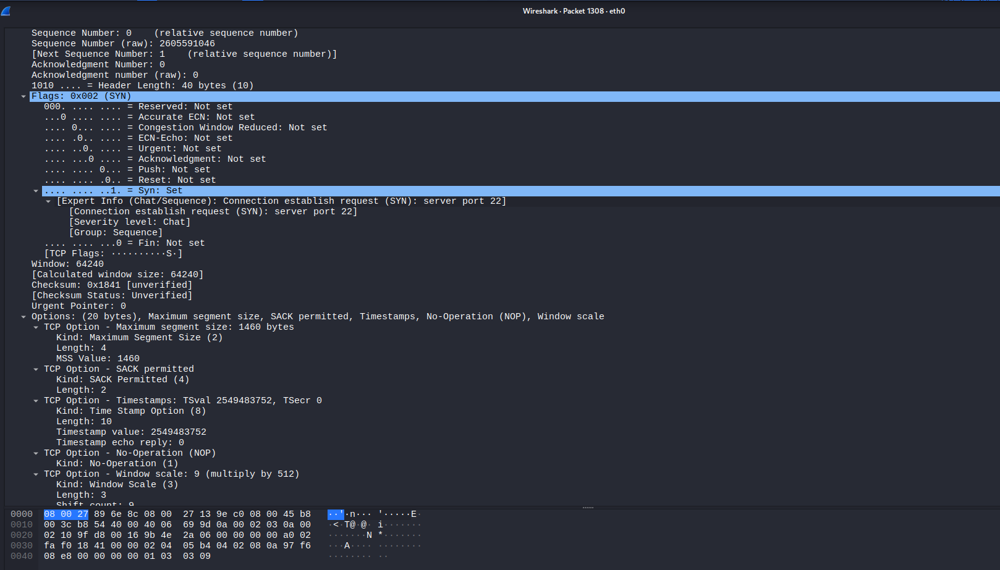 Wireshark · Packet 1308 · eth0
Sequence Number: 0    (relative sequence number)
Sequence Number (raw): 2605591046
[Next Sequence Number: 1    (relative sequence number)]
Acknowledgment Number: 0
Acknowledgment number (raw): 0
1010 .... = Header Length: 40 bytes (10)
Flags: 0x002 (SYN)
000. .... .... = Reserved: Not set
...0 .... .... = Accurate ECN: Not set
.... 0... .... = Congestion Window Reduced: Not set
.... .0.. .... = ECN-Echo: Not set
.... ..0. .... = Urgent: Not set
.... ...0 .... = Acknowledgment: Not set
.... .... 0... = Push: Not set
.... .... .0.. = Reset: Not set
.... .... ..1. = Syn: Set
[Expert Info (Chat/Sequence): Connection establish request (SYN): server port 22]
[Connection establish request (SYN): server port 22]
[Severity level: Chat]
[Group: Sequence]
.... .... ...0 = Fin: Not set
[TCP Flags: ··········S·]
Window: 64240
[Calculated window size: 64240]
Checksum: 0x1841 [unverified]
[Checksum Status: Unverified]
Urgent Pointer: 0
Options: (20 bytes), Maximum segment size, SACK permitted, Timestamps, No-Operation (NOP), Window scale
TCP Option - Maximum segment size: 1460 bytes
Kind: Maximum Segment Size (2)
Length: 4
MSS Value: 1460
TCP Option - SACK permitted
Kind: SACK Permitted (4)
Length: 2
TCP Option - Timestamps: TSval 2549483752, TSecr 0
Kind: Time Stamp Option (8)
Length: 10
Timestamp value: 2549483752
Timestamp echo reply: 0
TCP Option - No-Operation (NOP)
Kind: No-Operation (1)
TCP Option - Window scale: 9 (multiply by 512)
Kind: Window Scale (3)
Length: 3
Shift count: 9
0000  08 00 27 89 6e 8c 08 00  27 13 9e c0 08 00 45 b8   ··'·n··· '·····E·
0010  00 3c b8 54 40 00 40 06  69 9d 0a 00 02 03 0a 00   ·<·T@·@· i·······
0020  02 10 9f d8 00 16 9b 4e  2a 06 00 00 00 00 a0 02   ·······N *·······
0030  fa f0 18 41 00 00 02 04  05 b4 04 02 08 0a 97 f6   ···A···· ········
0040  08 e8 00 00 00 00 01 03  03 09   ········ ··